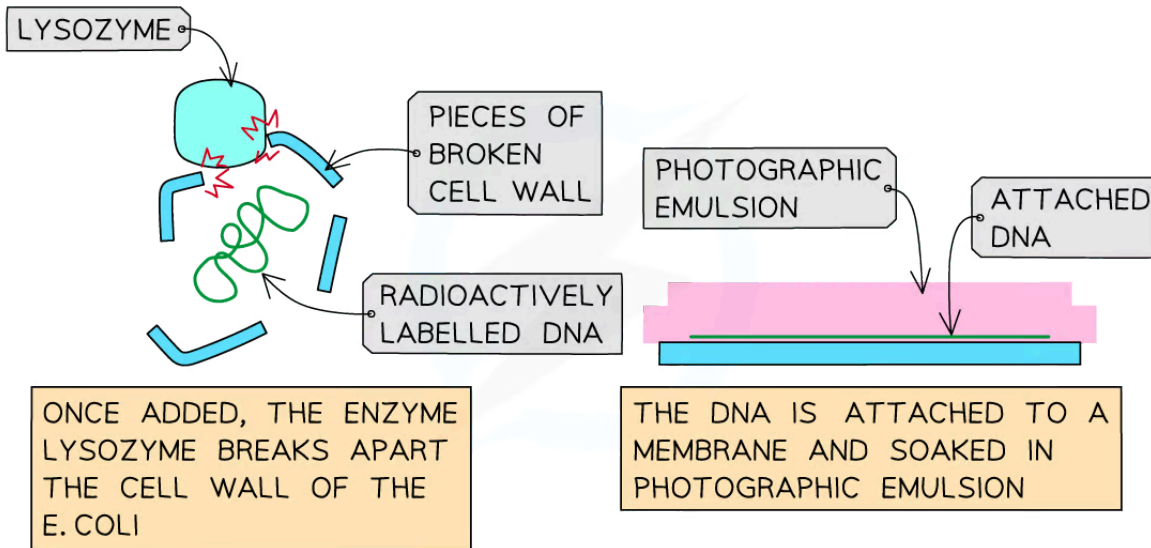 LYSOZYME
PIECES OF
BROKEN
CELL WALL
RADIOACTIVELY
LABELLED DNA
ONCE ADDED, THE ENZYME
LYSOZYME BREAKS APART
THE CELL WALL OF THE
E. COLI
PHOTOGRAPHIC
EMULSION
ATTACHED
DNA
THE DNA IS ATTACHED TO A
MEMBRANE AND SOAKED IN
PHOTOGRAPHIC EMULSION